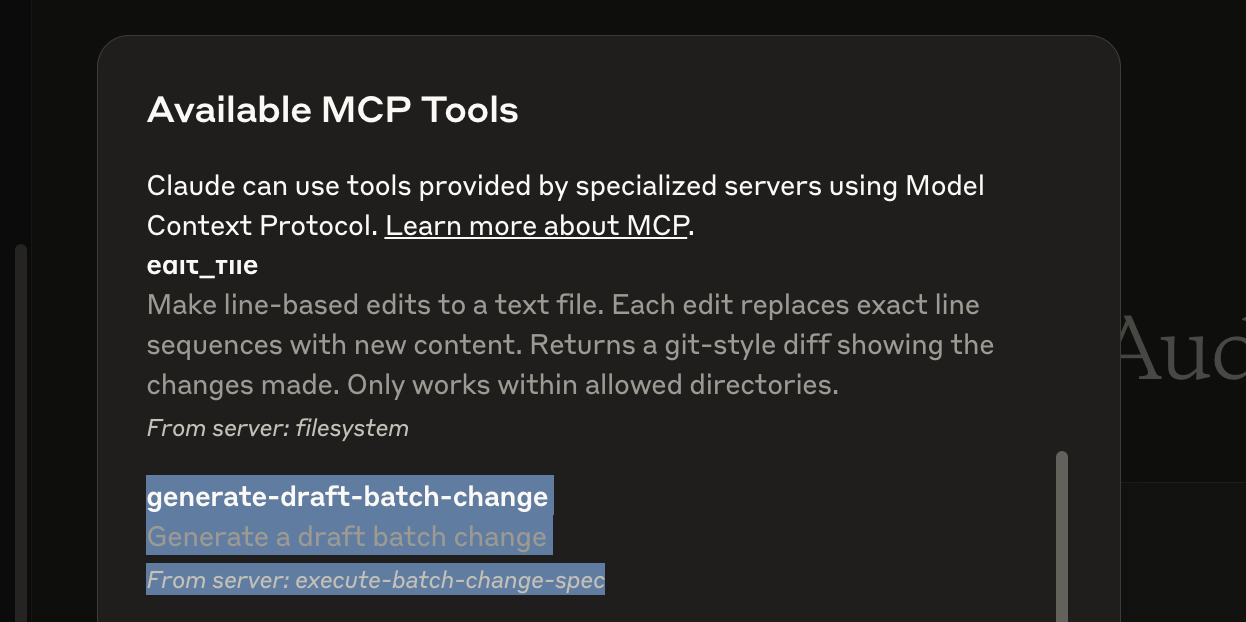 Available MCP Tools
Claude can use tools provided by specialized servers using Model
Context Protocol. Learn more about MCP.
edit_file
Make line-based edits to a text file. Each edit replaces exact line
sequences with new content. Returns a git-style diff showing the
changes made. Only works within allowed directories.
From server: filesystem
generate-draft-batch-change
Generate a draft batch change
From server: execute-batch-change-spec